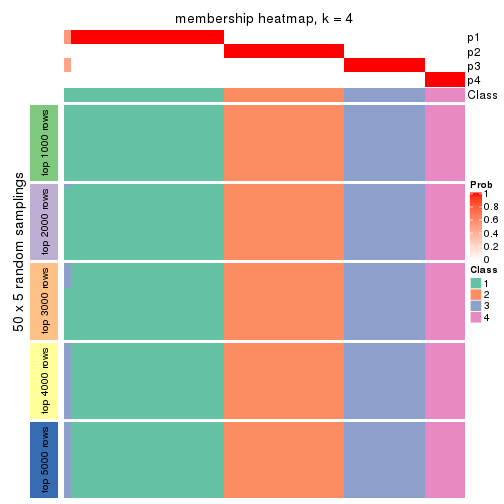 membership heatmap, k = 4
p1
p2
p3
p4
Class
50 x 5 random samplings
top 1000 rows
top 2000 rows
top 3000 rows
top 4000 rows
top 5000 rows
Prob
1
0.8
0.6
0.4
0.2
0
Class
1
2
3
4